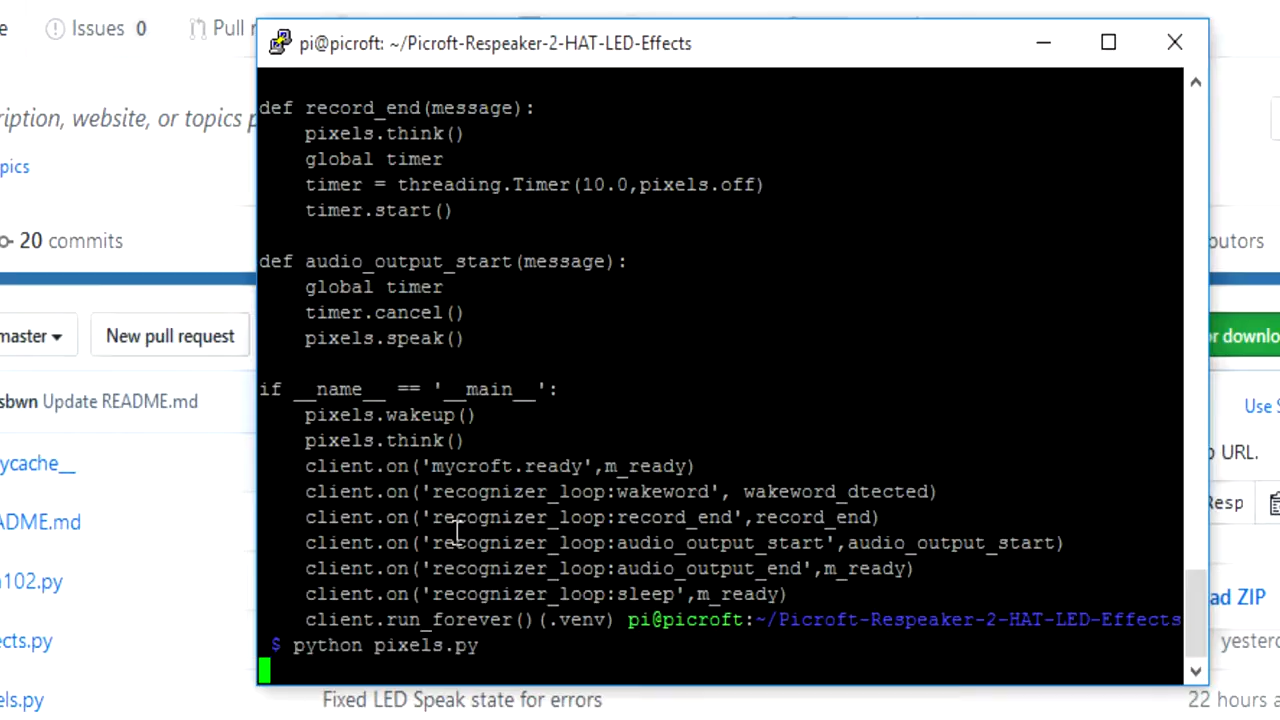 Issues 0
Pull r
pi@picroft: ~/Picroft-Respeaker-2-HAT-LED-Effects
ription, website, or topics p
pics
20 commits
butors
master
New pull request
r downlo
sbwn Update README.md
Use S
ycache__
URL.
ADME.md
Resp
102.py
ad ZIP
ects.py
yesterd
els.py
Fixed LED Speak state for errors
22 hours a
def record_end(message):
    pixels.think()
    global timer
    timer = threading.Timer(10.0,pixels.off)
    timer.start()
def audio_output_start(message):
    global timer
    timer.cancel()
    pixels.speak()
if __name__ == '__main__':
    pixels.wakeup()
    pixels.think()
    client.on('mycroft.ready',m_ready)
    client.on('recognizer_loop:wakeword', wakeword_dtected)
    client.on('recognizer_loop:record_end',record_end)
    client.on('recognizer_loop:audio_output_start',audio_output_start)
    client.on('recognizer_loop:audio_output_end',m_ready)
    client.on('recognizer_loop:sleep',m_ready)
    client.run_forever()(.venv) pi@picroft:~/Picroft-Respeaker-2-HAT-LED-Effects
$ python pixels.py